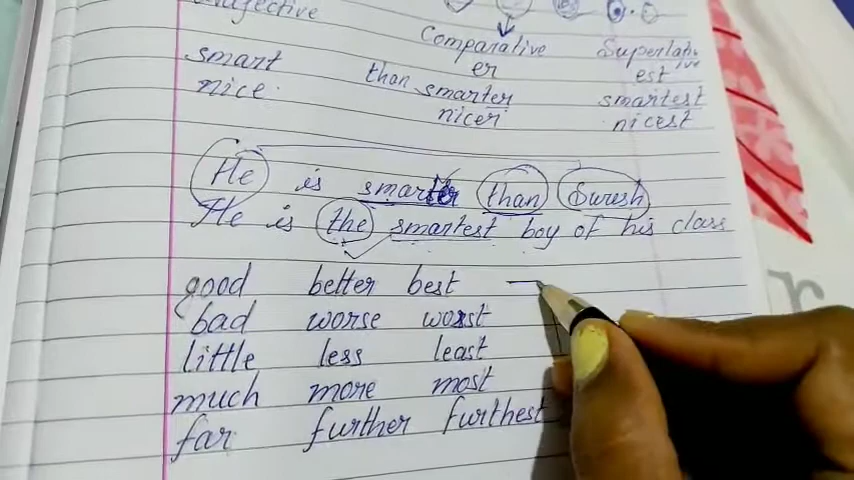 adjective
Comparative Superlative
er est
smart than smarter smartest
nice nicer nicest
He is smarter than Suresh
He is the smartest boy of his class
good better best
bad worse worst
little less least
much more most
far further furthest